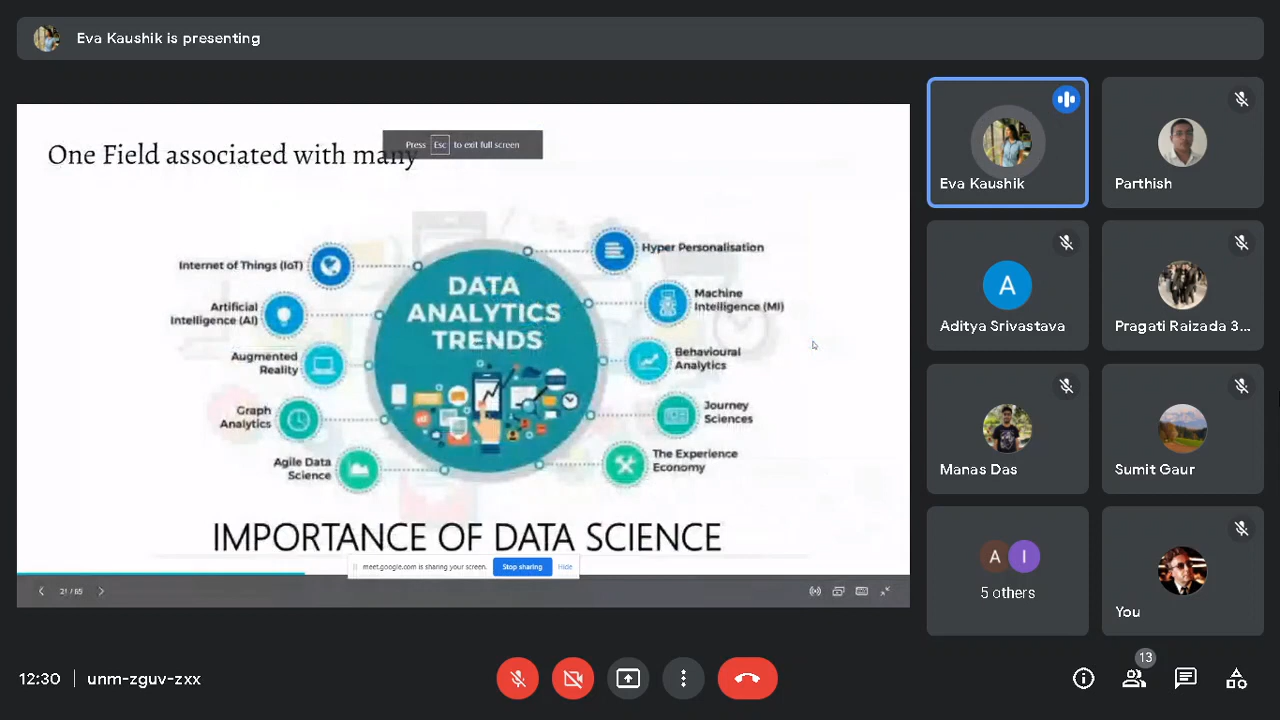 Eva Kaushik is presenting
One Field associated with many
Press Esc to exit full screen
DATA
ANALYTICS
TRENDS
Internet of Things (IoT)
Artificial
Intelligence (AI)
Augmented
Reality
Graph
Analytics
Agile Data
Science
Hyper Personalisation
Machine
Intelligence (MI)
Behavioural
Analytics
Journey
Sciences
The Experience
Economy
IMPORTANCE OF DATA SCIENCE
meet.google.com is sharing your screen. Stop sharing Hide
21 / 65
Eva Kaushik
Parthish
A
Aditya Srivastava
Pragati Raizada 3...
Manas Das
Sumit Gaur
A I
5 others
You
12:30 unm-zguv-zxx
13